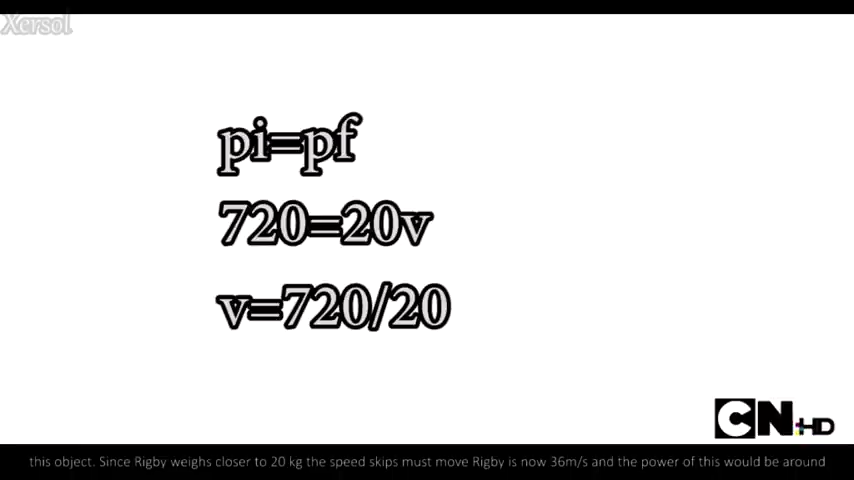 Xersol
pi=pf
720=20v
v=720/20
CN HD
this object. Since Rigby weighs closer to 20 kg the speed skips must move Rigby is now 36m/s and the power of this would be around